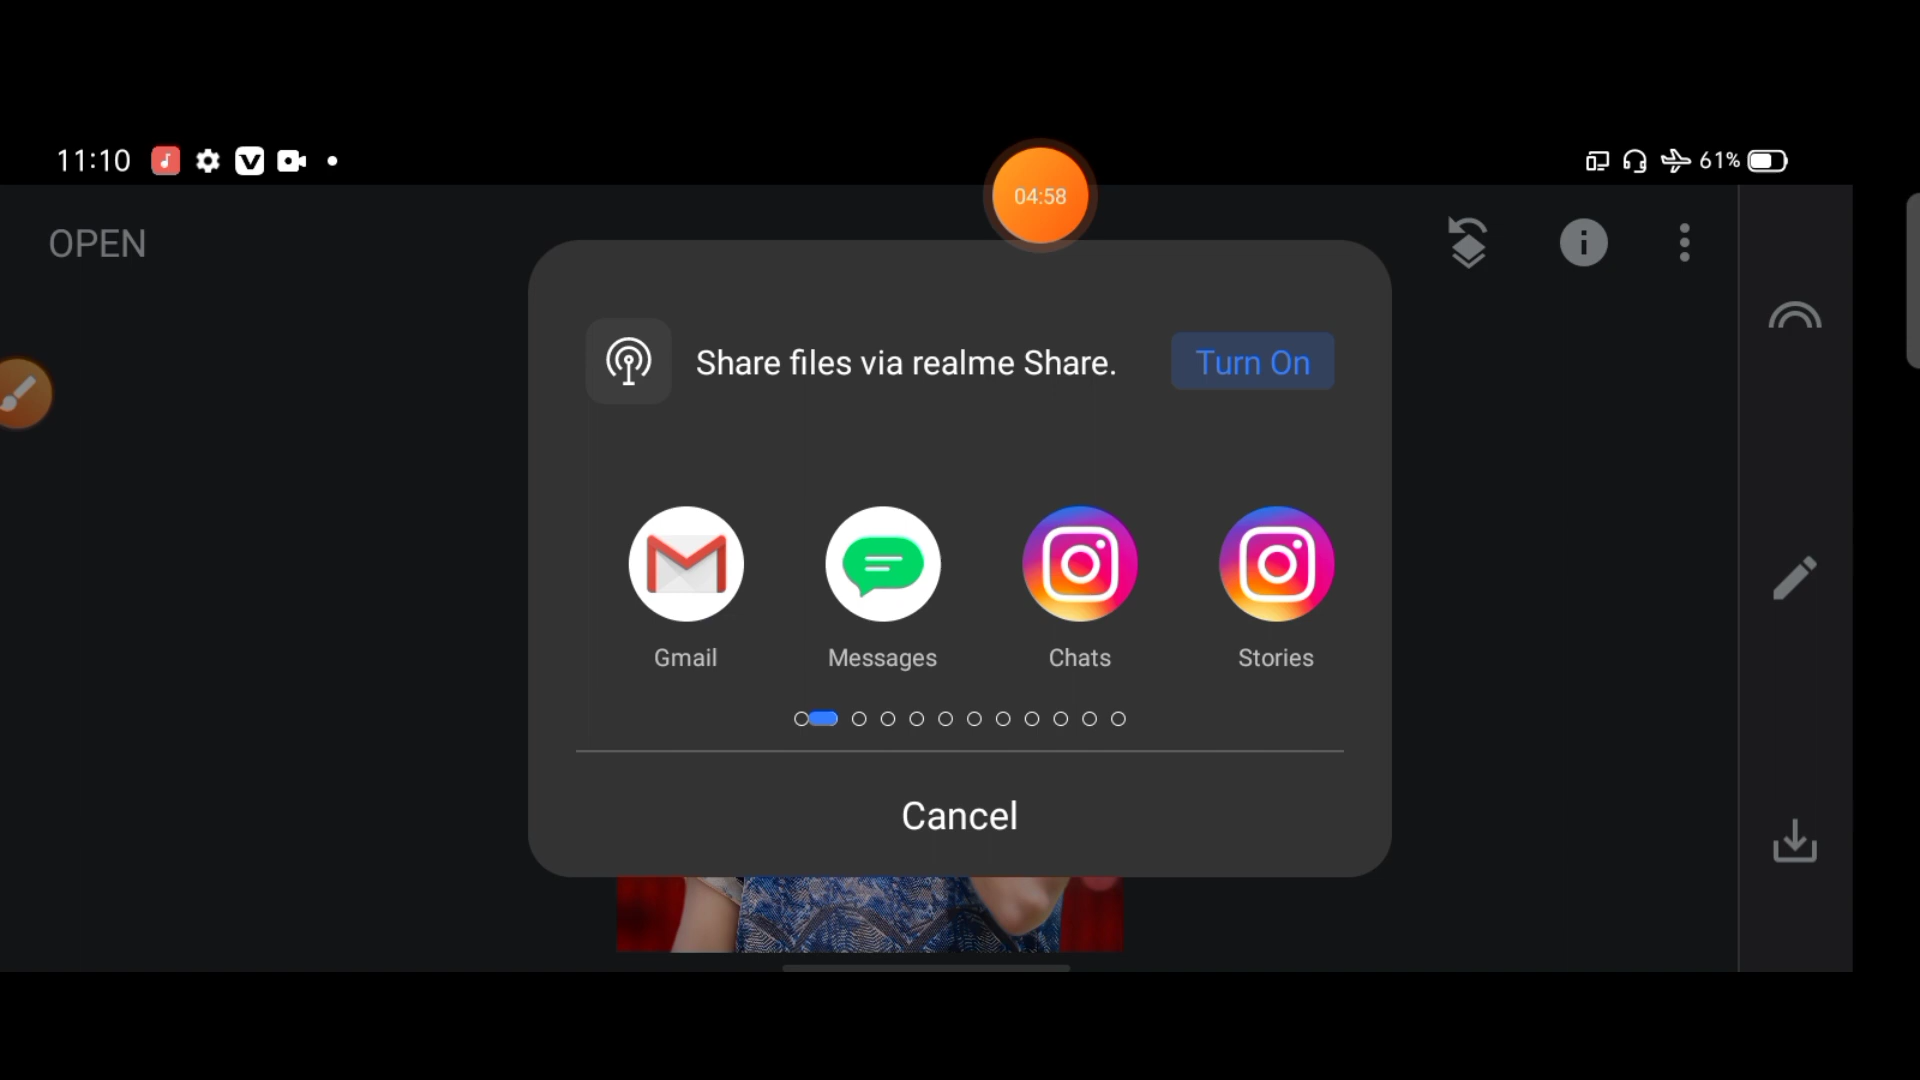 11:10
61%
04:58
OPEN
Share files via realme Share.
Turn On
Gmail
Messages
Chats
Stories
Cancel